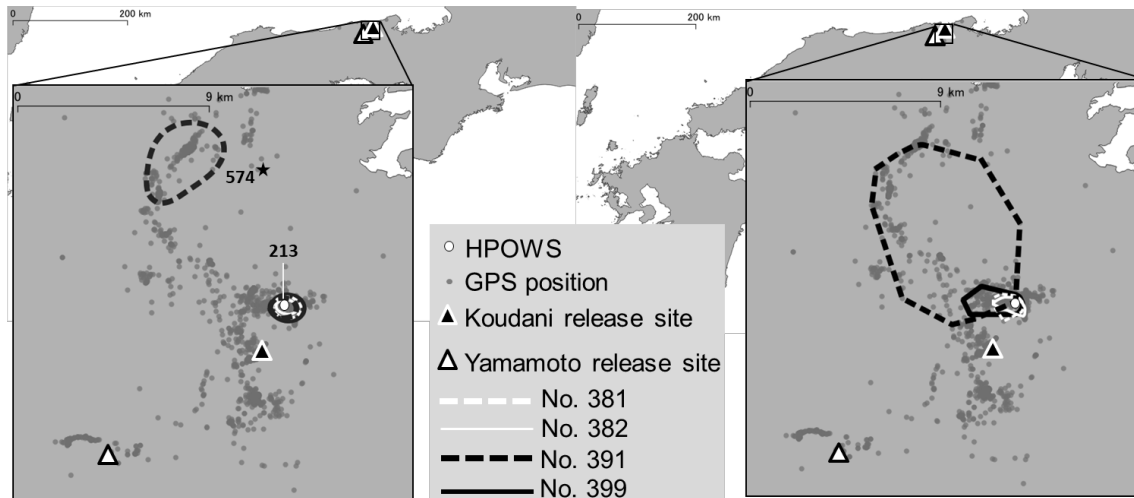 0 200 km
0 200 km
0 9 km
0 9 km
574
213
HPOWS
GPS position
Koudani release site
Yamamoto release site
No. 381
No. 382
No. 391
No. 399